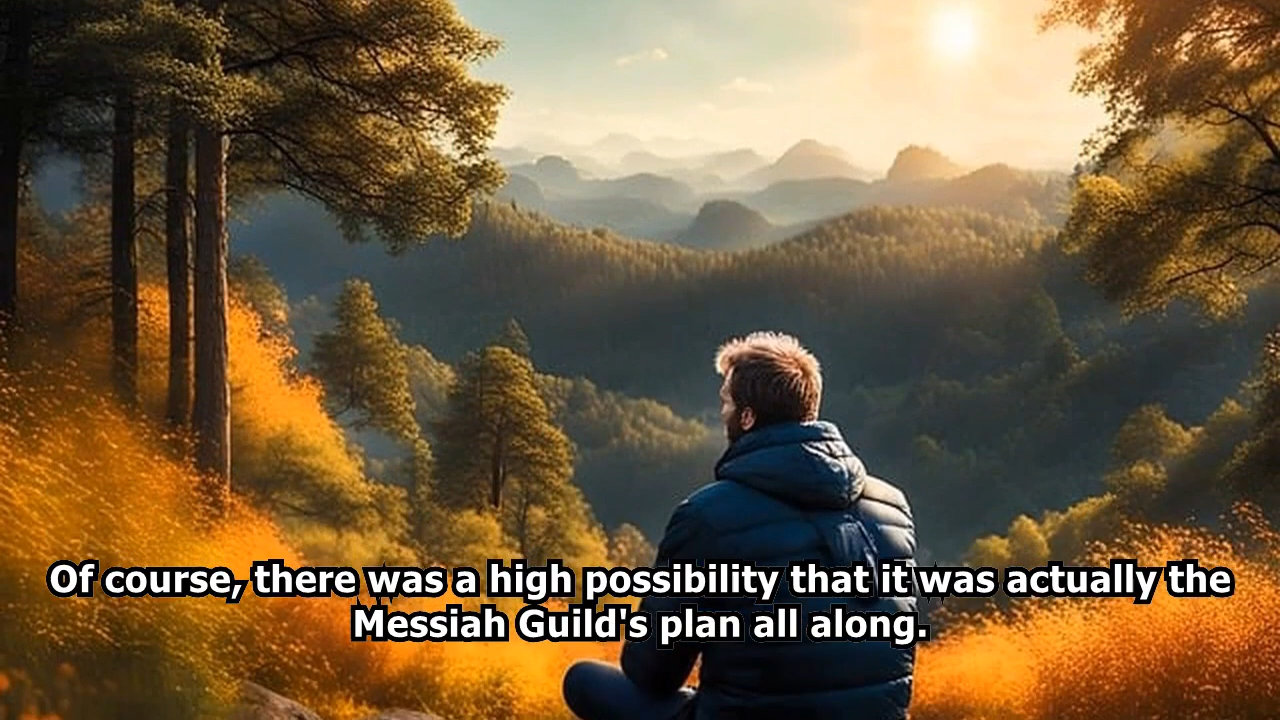 Of course, there was a high possibility that it was actually the
Messiah Guild's plan all along.